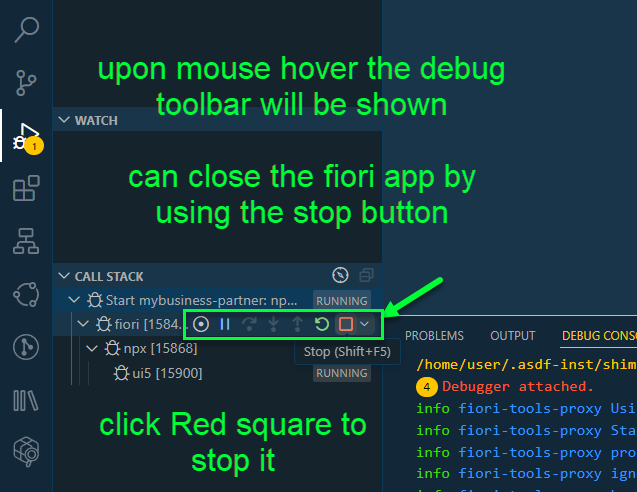 upon mouse hover the debug
toolbar will be shown
WATCH
1
can close the fiori app by
using the stop button
CALL STACK
Start mybusiness-partner: np...
RUNNING
fiori [1584...
npx [15868]
Stop (Shift+F5)
ui5 [15900]
RUNNING
click Red square to
stop it
PROBLEMS
OUTPUT
DEBUG CONSO
/home/user/.asdf-inst/shim
4
Debugger attached.
info fiori-tools-proxy Usi
info fiori-tools-proxy Sta
info fiori-tools-proxy pro
info fiori-tools-proxy ign